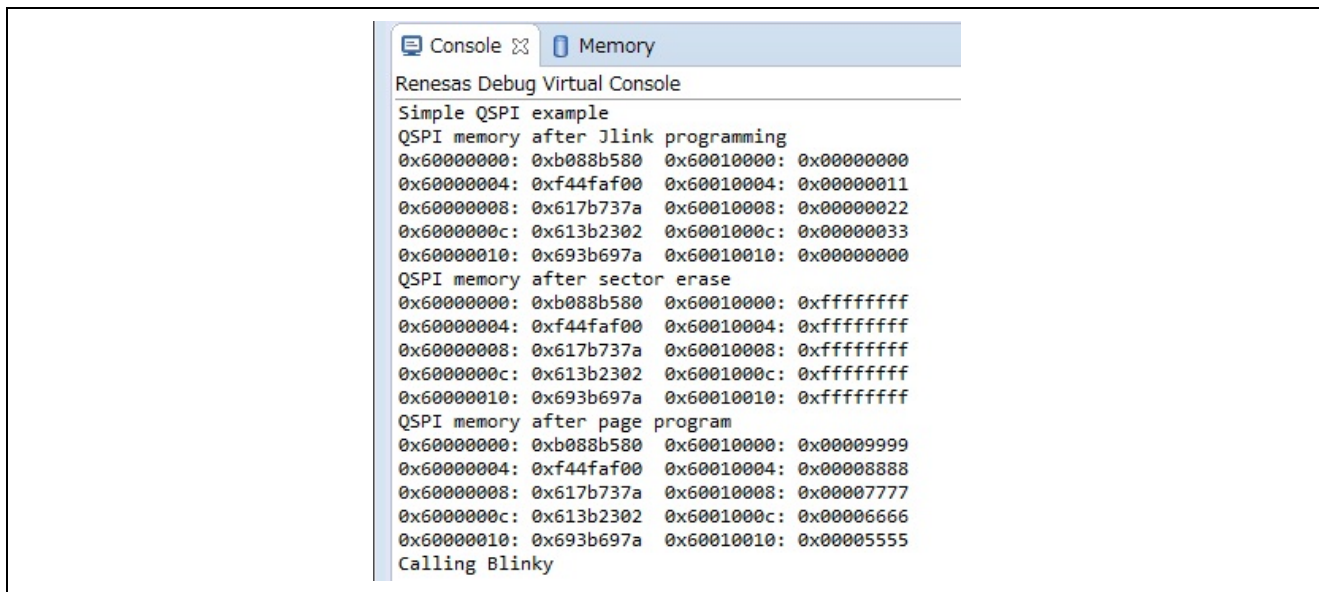 Console Memory
Renesas Debug Virtual Console
Simple QSPI example
QSPI memory after Jlink programming
0x60000000: 0xb088b580 0x60010000: 0x00000000
0x60000004: 0xf44faf00 0x60010004: 0x00000011
0x60000008: 0x617b737a 0x60010008: 0x00000022
0x6000000c: 0x613b2302 0x6001000c: 0x00000033
0x60000010: 0x693b697a 0x60010010: 0x00000000
QSPI memory after sector erase
0x60000000: 0xb088b580 0x60010000: 0xffffffff
0x60000004: 0xf44faf00 0x60010004: 0xffffffff
0x60000008: 0x617b737a 0x60010008: 0xffffffff
0x6000000c: 0x613b2302 0x6001000c: 0xffffffff
0x60000010: 0x693b697a 0x60010010: 0xffffffff
QSPI memory after page program
0x60000000: 0xb088b580 0x60010000: 0x00009999
0x60000004: 0xf44faf00 0x60010004: 0x00008888
0x60000008: 0x617b737a 0x60010008: 0x00007777
0x6000000c: 0x613b2302 0x6001000c: 0x00006666
0x60000010: 0x693b697a 0x60010010: 0x00005555
Calling Blinky